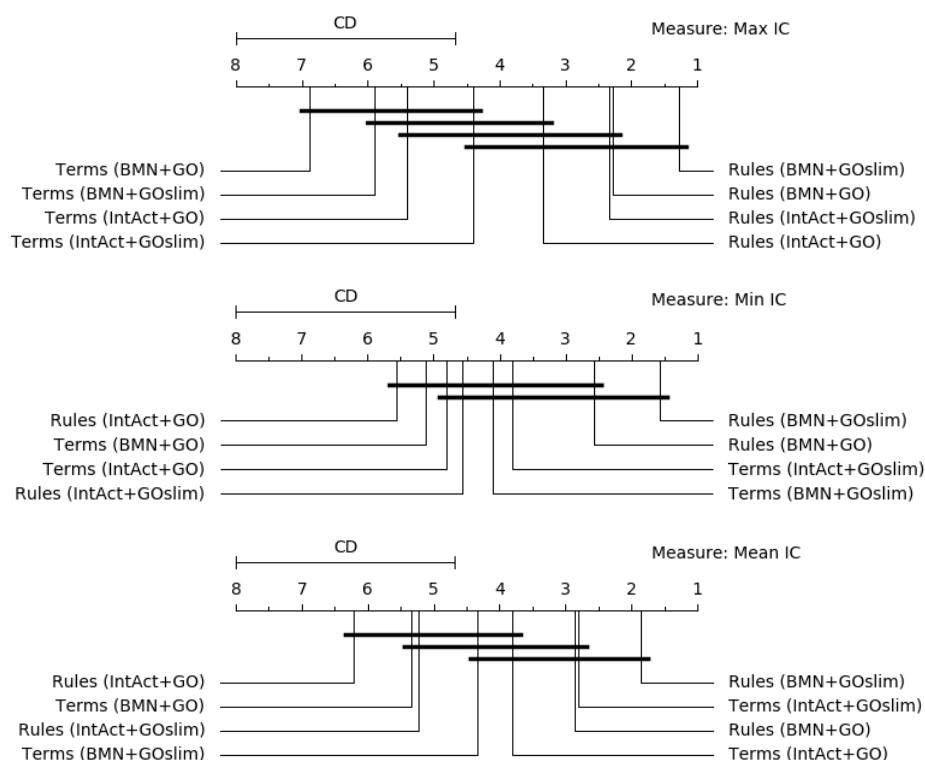 CD
Measure: Max IC
8 7 6 5 4 3 2 1
Terms (BMN+GO) Rules (BMN+GOslim)
Terms (BMN+GOslim) Rules (BMN+GO)
Terms (IntAct+GO) Rules (IntAct+GOslim)
Terms (IntAct+GOslim) Rules (IntAct+GO)
CD
Measure: Min IC
8 7 6 5 4 3 2 1
Rules (IntAct+GO) Rules (BMN+GOslim)
Terms (BMN+GO) Rules (BMN+GO)
Terms (IntAct+GO) Terms (IntAct+GOslim)
Rules (IntAct+GOslim) Terms (BMN+GOslim)
CD
Measure: Mean IC
8 7 6 5 4 3 2 1
Rules (IntAct+GO) Rules (BMN+GOslim)
Terms (BMN+GO) Terms (IntAct+GOslim)
Rules (IntAct+GOslim) Rules (BMN+GO)
Terms (BMN+GOslim) Terms (IntAct+GO)